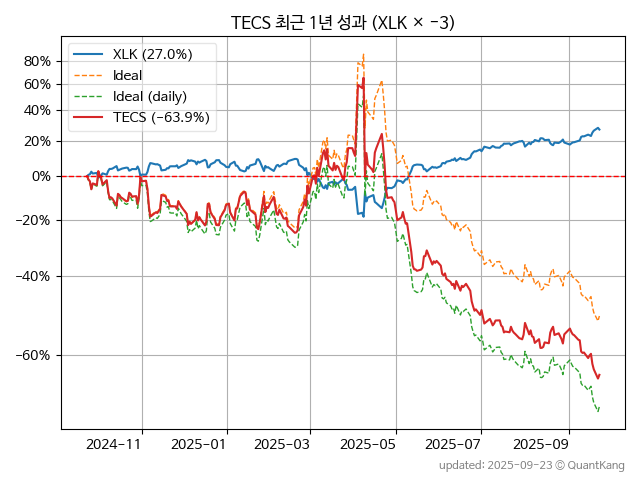 TECS 최근 1년 성과 (XLK × −3)
XLK (27.0%)
Ideal
Ideal (daily)
TECS (−63.9%)
80%
60%
40%
20%
0%
−20%
−40%
−60%
2024-11 2025-01 2025-03 2025-05 2025-07 2025-09
updated: 2025-09-23 © QuantKang